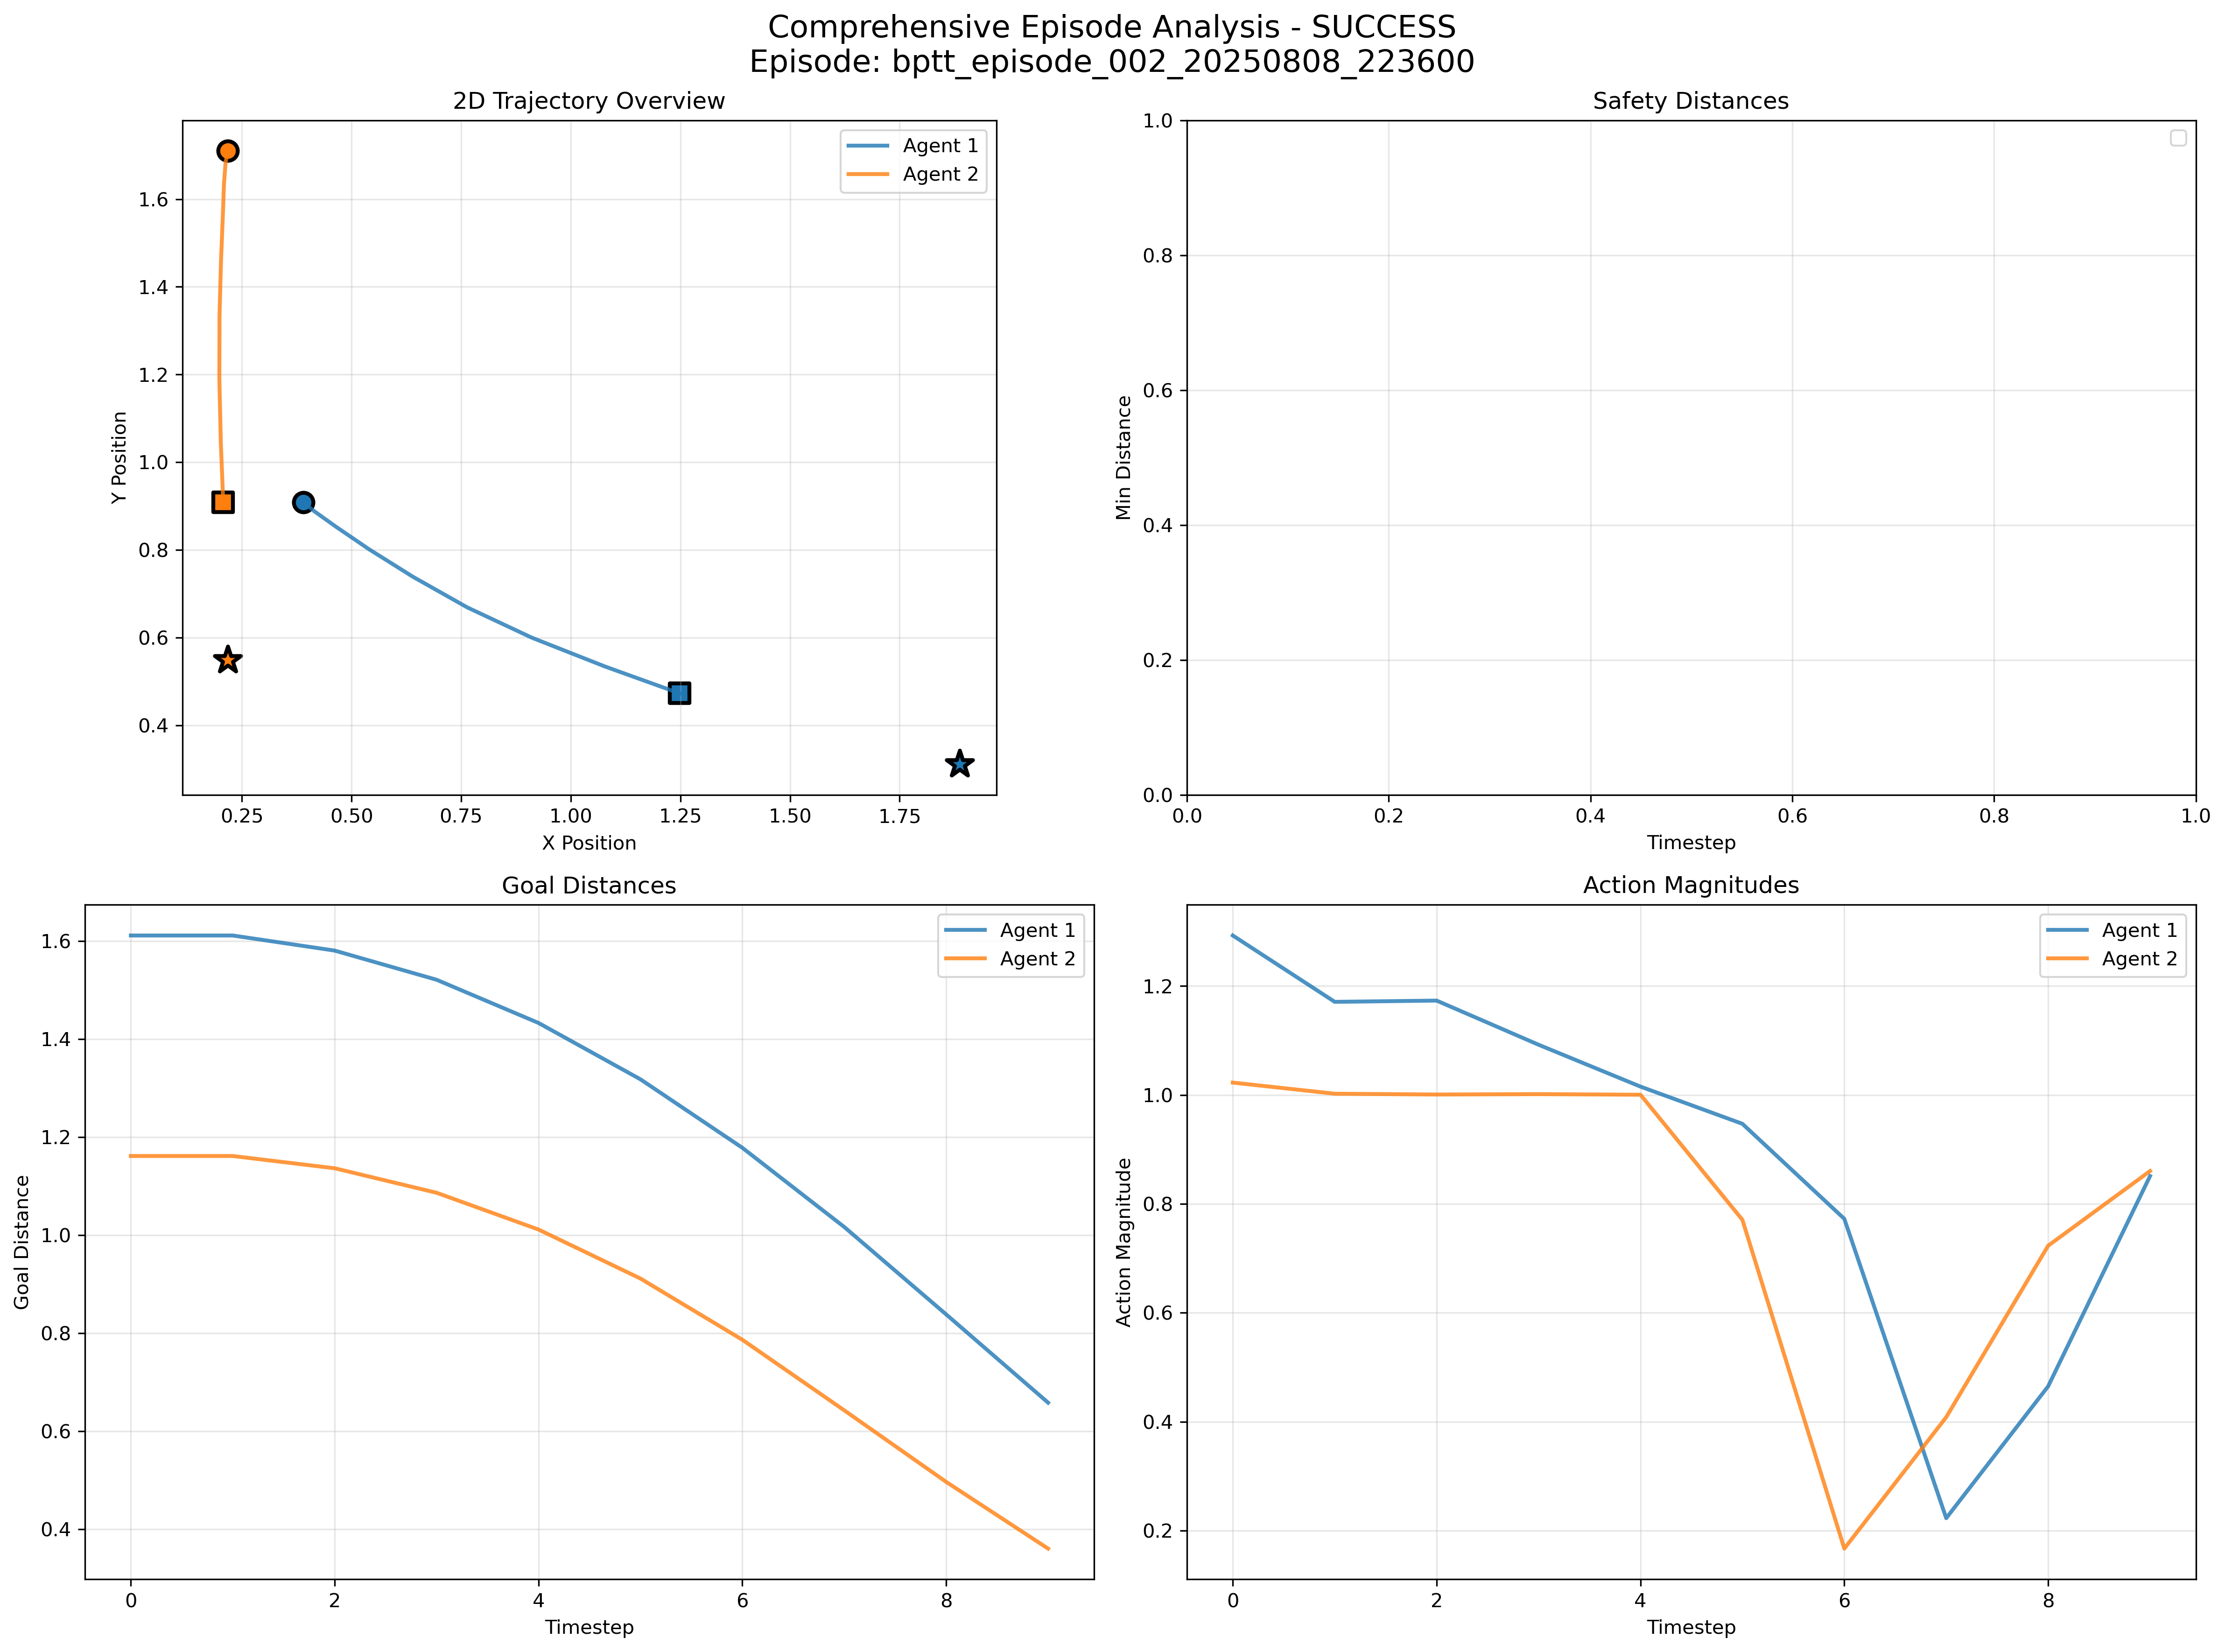 Comprehensive Episode Analysis - SUCCESS
Episode: bptt_episode_002_20250808_223600
2D Trajectory Overview
Agent 1
Agent 2
1.6
1.4
1.2
1.0
0.8
0.6
0.4
Y Position
0.25
0.50
0.75
1.00
1.25
1.50
1.75
X Position
Safety Distances
1.0
0.8
0.6
0.4
0.2
0.0
Min Distance
0.0
0.2
0.4
0.6
0.8
1.0
Timestep
Goal Distances
Agent 1
Agent 2
1.6
1.4
1.2
1.0
0.8
0.6
0.4
Goal Distance
0
2
4
6
8
Timestep
Action Magnitudes
Agent 1
Agent 2
1.2
1.0
0.8
0.6
0.4
0.2
Action Magnitude
0
2
4
6
8
Timestep